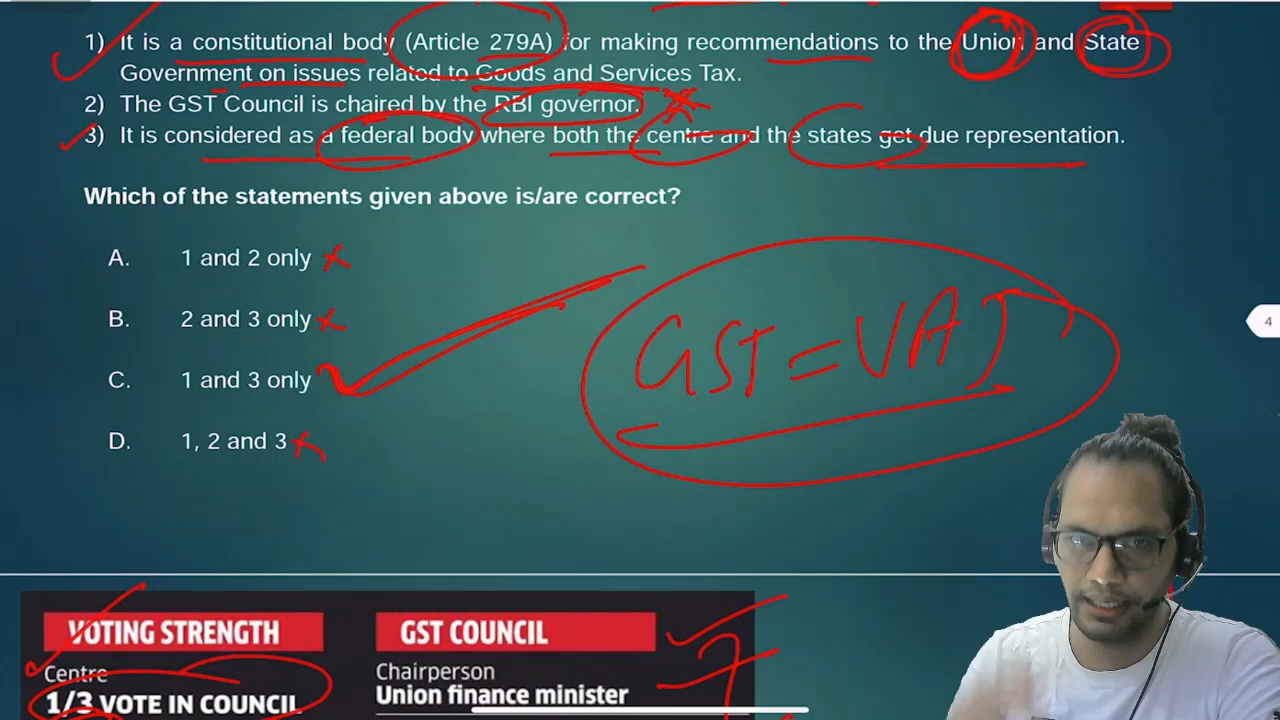 1) It is a constitutional body (Article 279A) for making recommendations to the Union and State
Government on issues related to Goods and Services Tax.
2) The GST Council is chaired by the RBI governor.
3) It is considered as a federal body where both the centre and the states get due representation.
Which of the statements given above is/are correct?
A. 1 and 2 only
B. 2 and 3 only
C. 1 and 3 only
D. 1, 2 and 3
GST = VAT
4
VOTING STRENGTH
Centre
1/3 VOTE IN COUNCIL
GST COUNCIL
Chairperson
Union finance minister